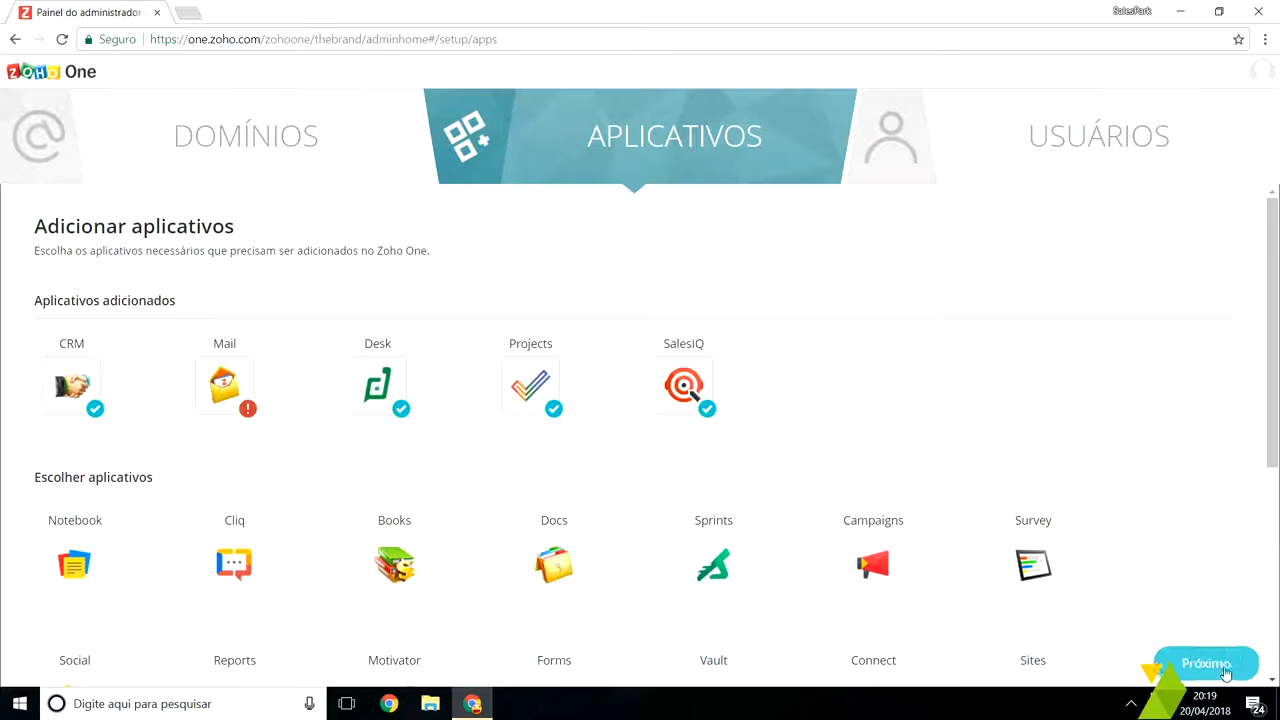 Painel do administrador
SalesPark
Seguro
https://one.zoho.com/zohoone/thebrand/adminhome#/setup/apps
ZOHO One
DOMÍNIOS
APLICATIVOS
USUÁRIOS
Adicionar aplicativos
Escolha os aplicativos necessários que precisam ser adicionados no Zoho One.
Aplicativos adicionados
CRM Mail Desk Projects SalesIQ
Escolher aplicativos
Notebook Cliq Books Docs Sprints Campaigns Survey
Social Reports Motivator Forms Vault Connect Sites
Próximo
Digite aqui para pesquisar
20:19
20/04/2018
24